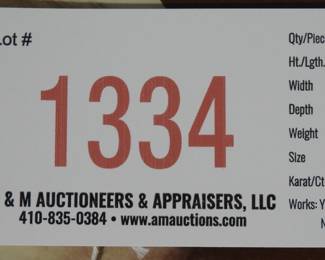 Lot #
1334
& M AUCTIONEERS & APPRAISERS, LLC
410-835-0384 • www.amauctions.com
Qty/Piec
Ht./Lgth.
Width
Depth
Weight
Size
Karat/Ct
Works: Y
N